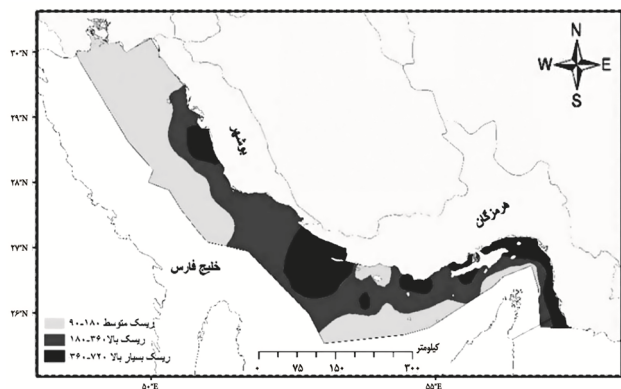 N
W E
S
۳۰°N
۲۹°N
۲۸°N
۲۷°N
۲۶°N
بوشهر
هرمزگان
خلیج فارس
ریسک متوسط ۱۸۰-۹۰
ریسک بالا ۳۶۰-۱۸۰
ریسک بسیار بالا ۷۲۰-۳۶۰
کیلومتر
۰ ۷۵ ۱۵۰ ۳۰۰
۵۰°E ۵۵°E